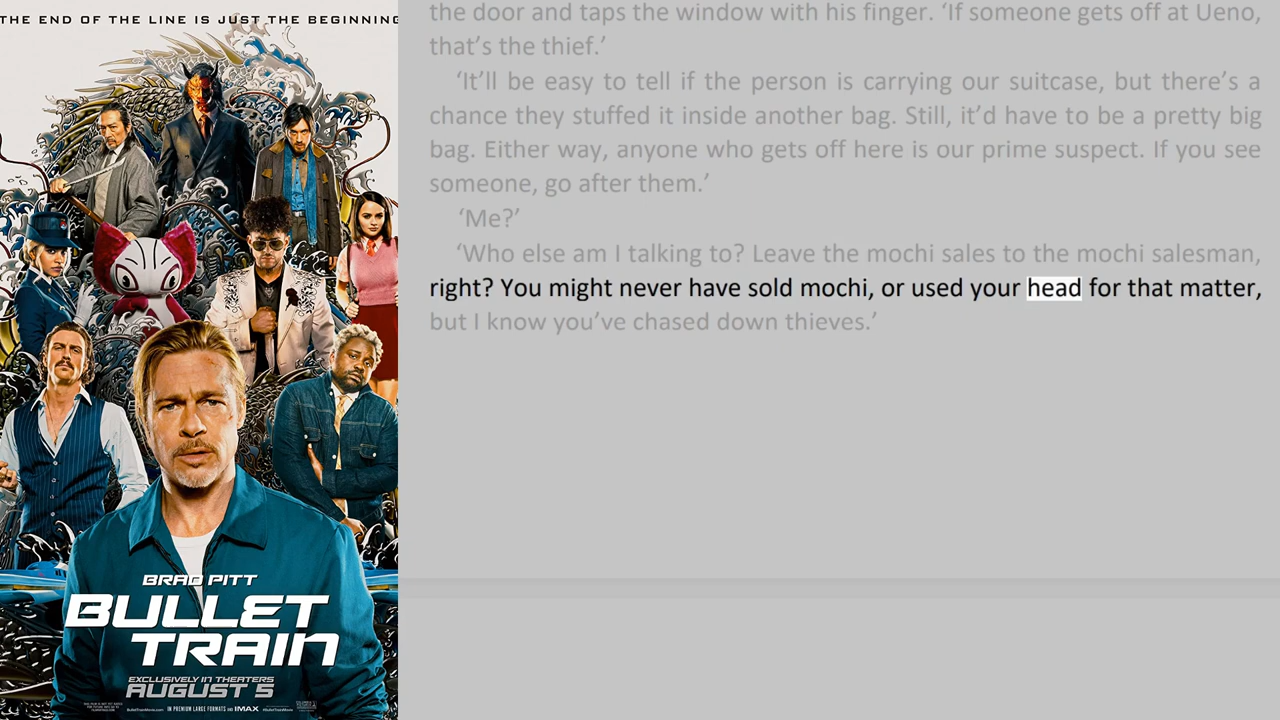 THE END OF THE LINE IS JUST THE BEGINNING
BRAD PITT
BULLET
TRAIN
EXCLUSIVELY IN THEATERS
AUGUST 5
BulletTrainMovie.com
IN PREMIUM LARGE FORMATS AND IMAX
#BulletTrainMovie
the door and taps the window with his finger. ‘If someone gets off at Ueno,
that’s the thief.’
‘It’ll be easy to tell if the person is carrying our suitcase, but there’s a
chance they stuffed it inside another bag. Still, it’d have to be a pretty big
bag. Either way, anyone who gets off here is our prime suspect. If you see
someone, go after them.’
‘Me?’
‘Who else am I talking to? Leave the mochi sales to the mochi salesman,
right? You might never have sold mochi, or used your head for that matter,
but I know you’ve chased down thieves.’